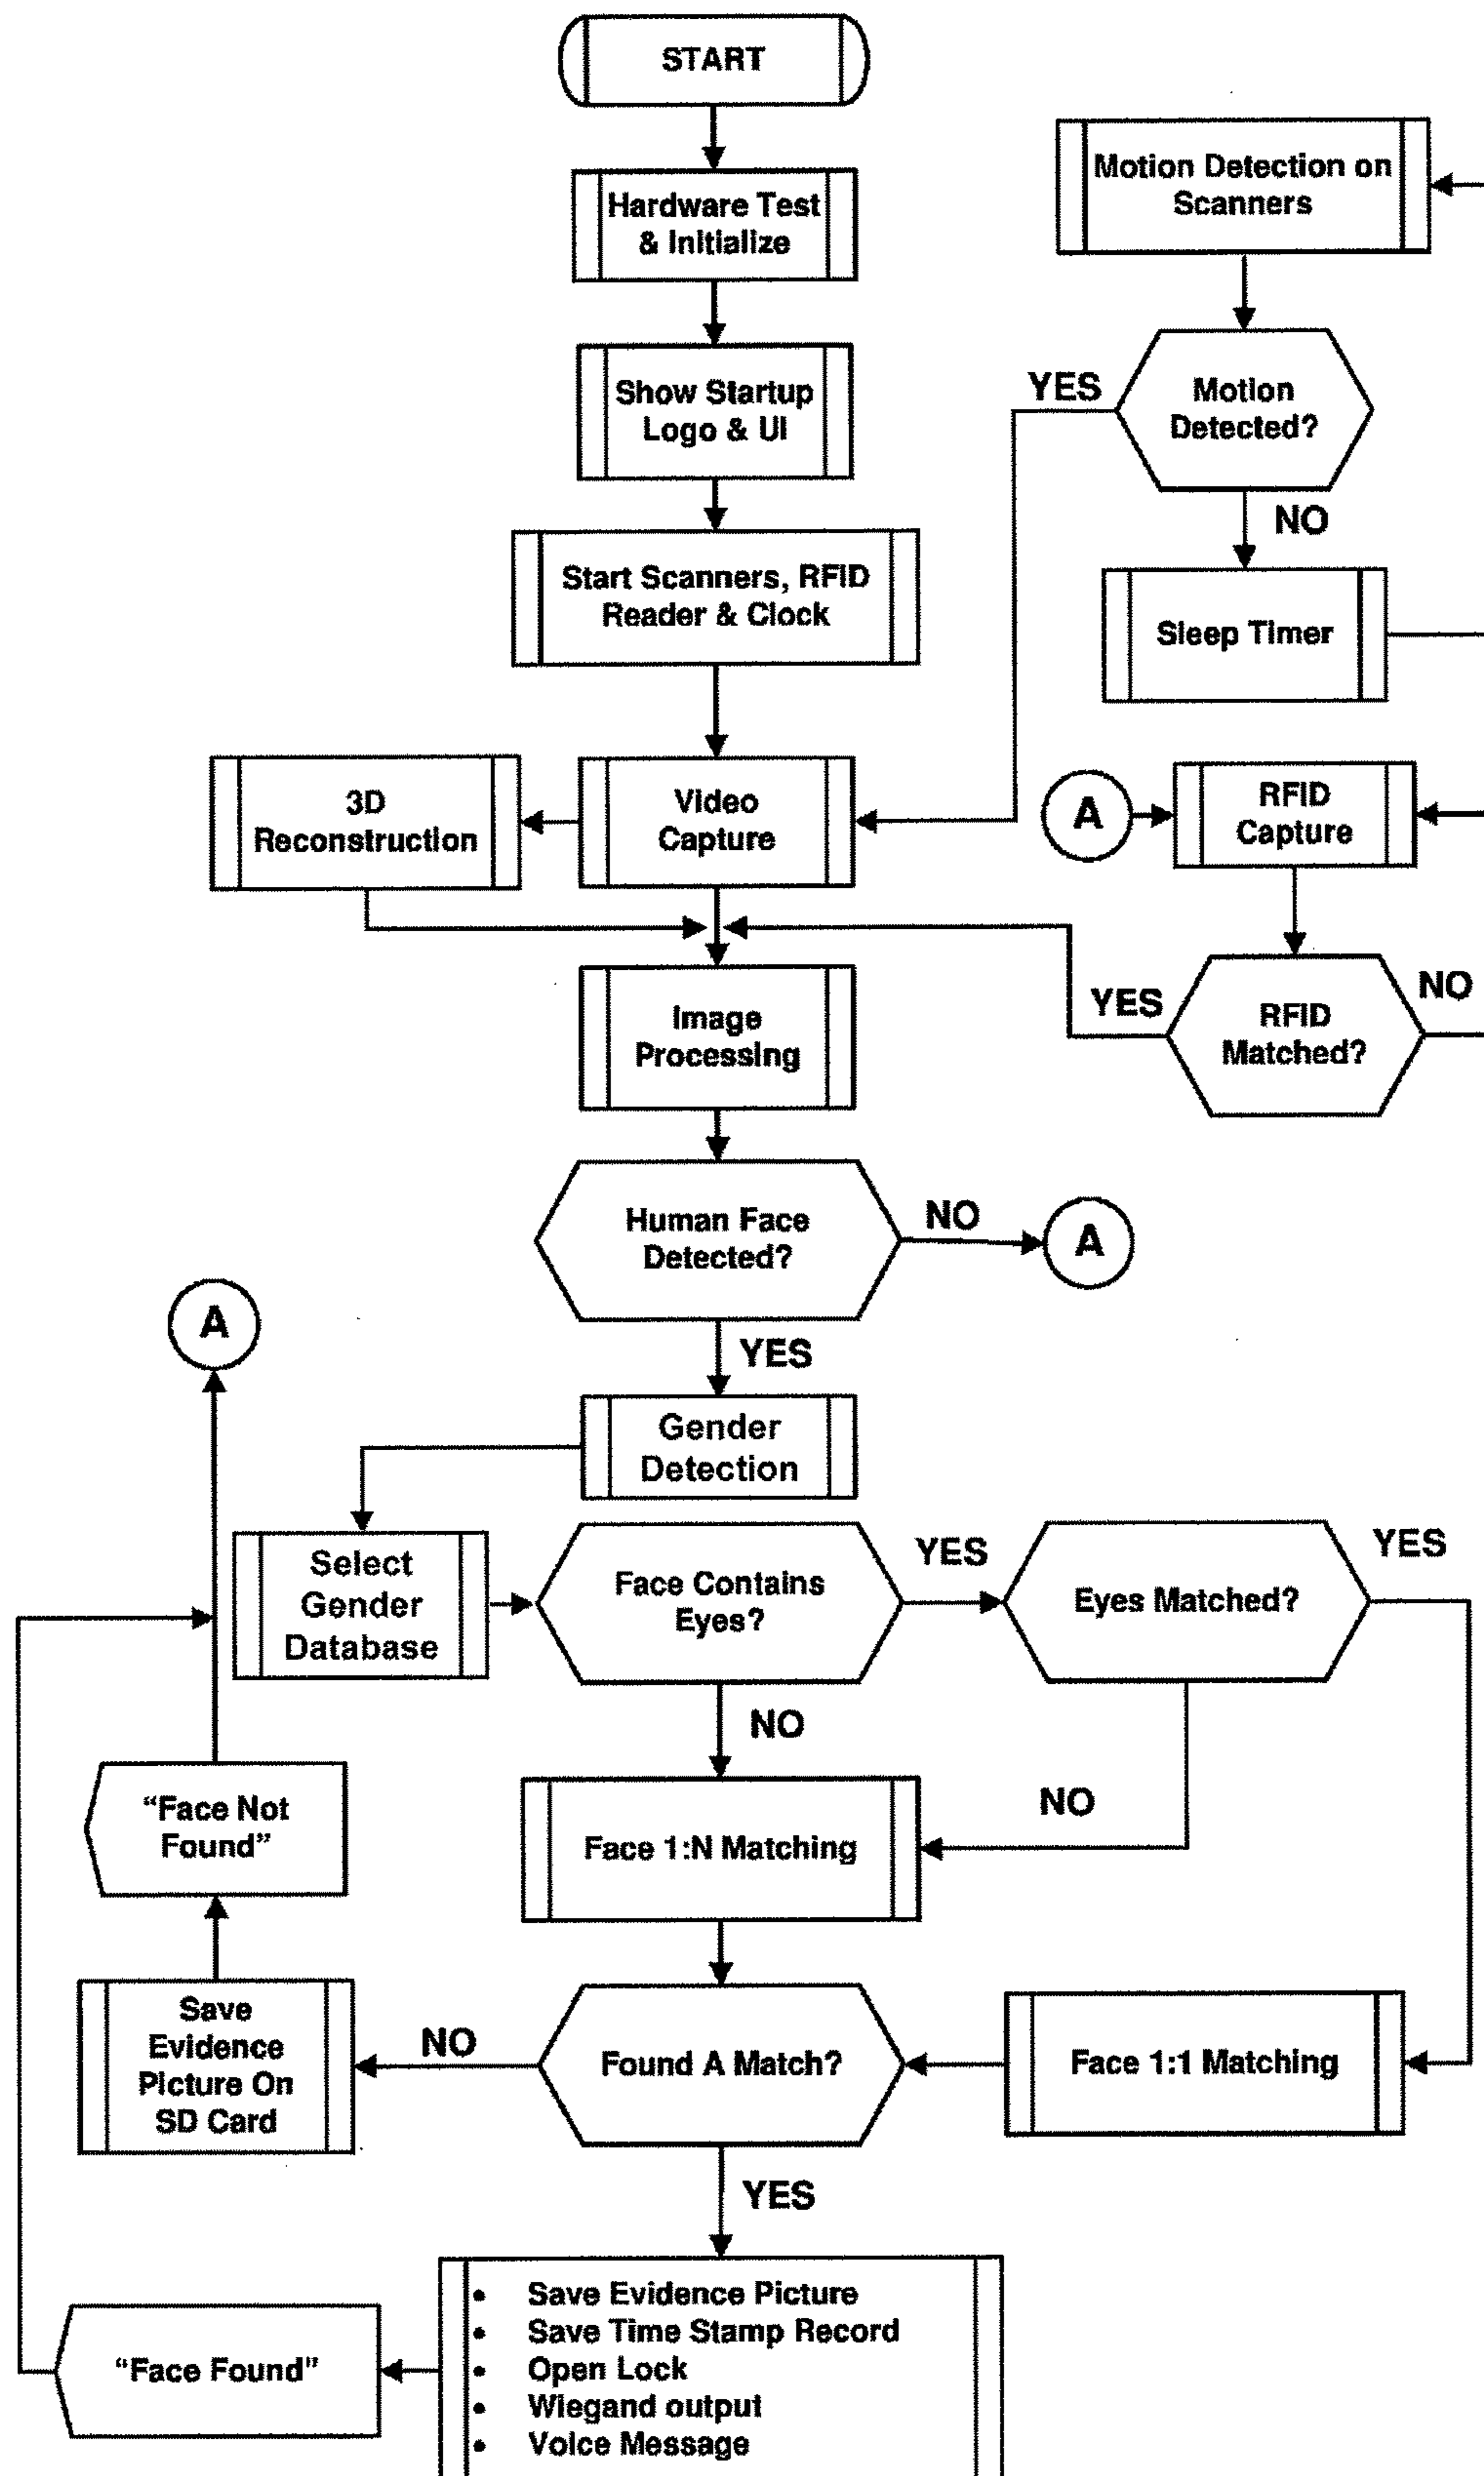 START
Hardware Test
& Initialize
Show Startup
Logo & UI
Start Scanners, RFID
Reader & Clock
Motion Detection on
Scanners
YES
Motion
Detected?
NO
Sleep Timer
3D
Reconstruction
Video
Capture
A
RFID
Capture
YES
RFID
Matched?
NO
Image
Processing
Human Face
Detected?
NO
A
A
YES
Gender
Detection
Select
Gender
Database
Face Contains
Eyes?
YES
Eyes Matched?
YES
NO
NO
"Face Not
Found"
Face 1:N Matching
Save
Evidence
Picture On
SD Card
NO
Found A Match?
Face 1:1 Matching
YES
"Face Found"
• Save Evidence Picture
• Save Time Stamp Record
• Open Lock
• Wiegand output
• Voice Message